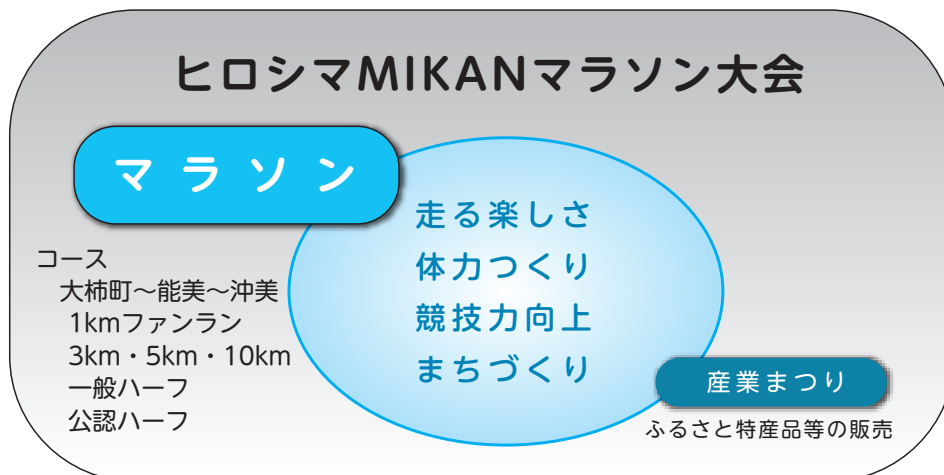 ヒロシマMIKANマラソン大会
マラソン
走る楽しさ
体力つくり
競技力向上
まちづくり
コース
大柿町～能美～沖美
1kmファンラン
3km・5km・10km
一般ハーフ
公認ハーフ
産業まつり
ふるさと特産品等の販売